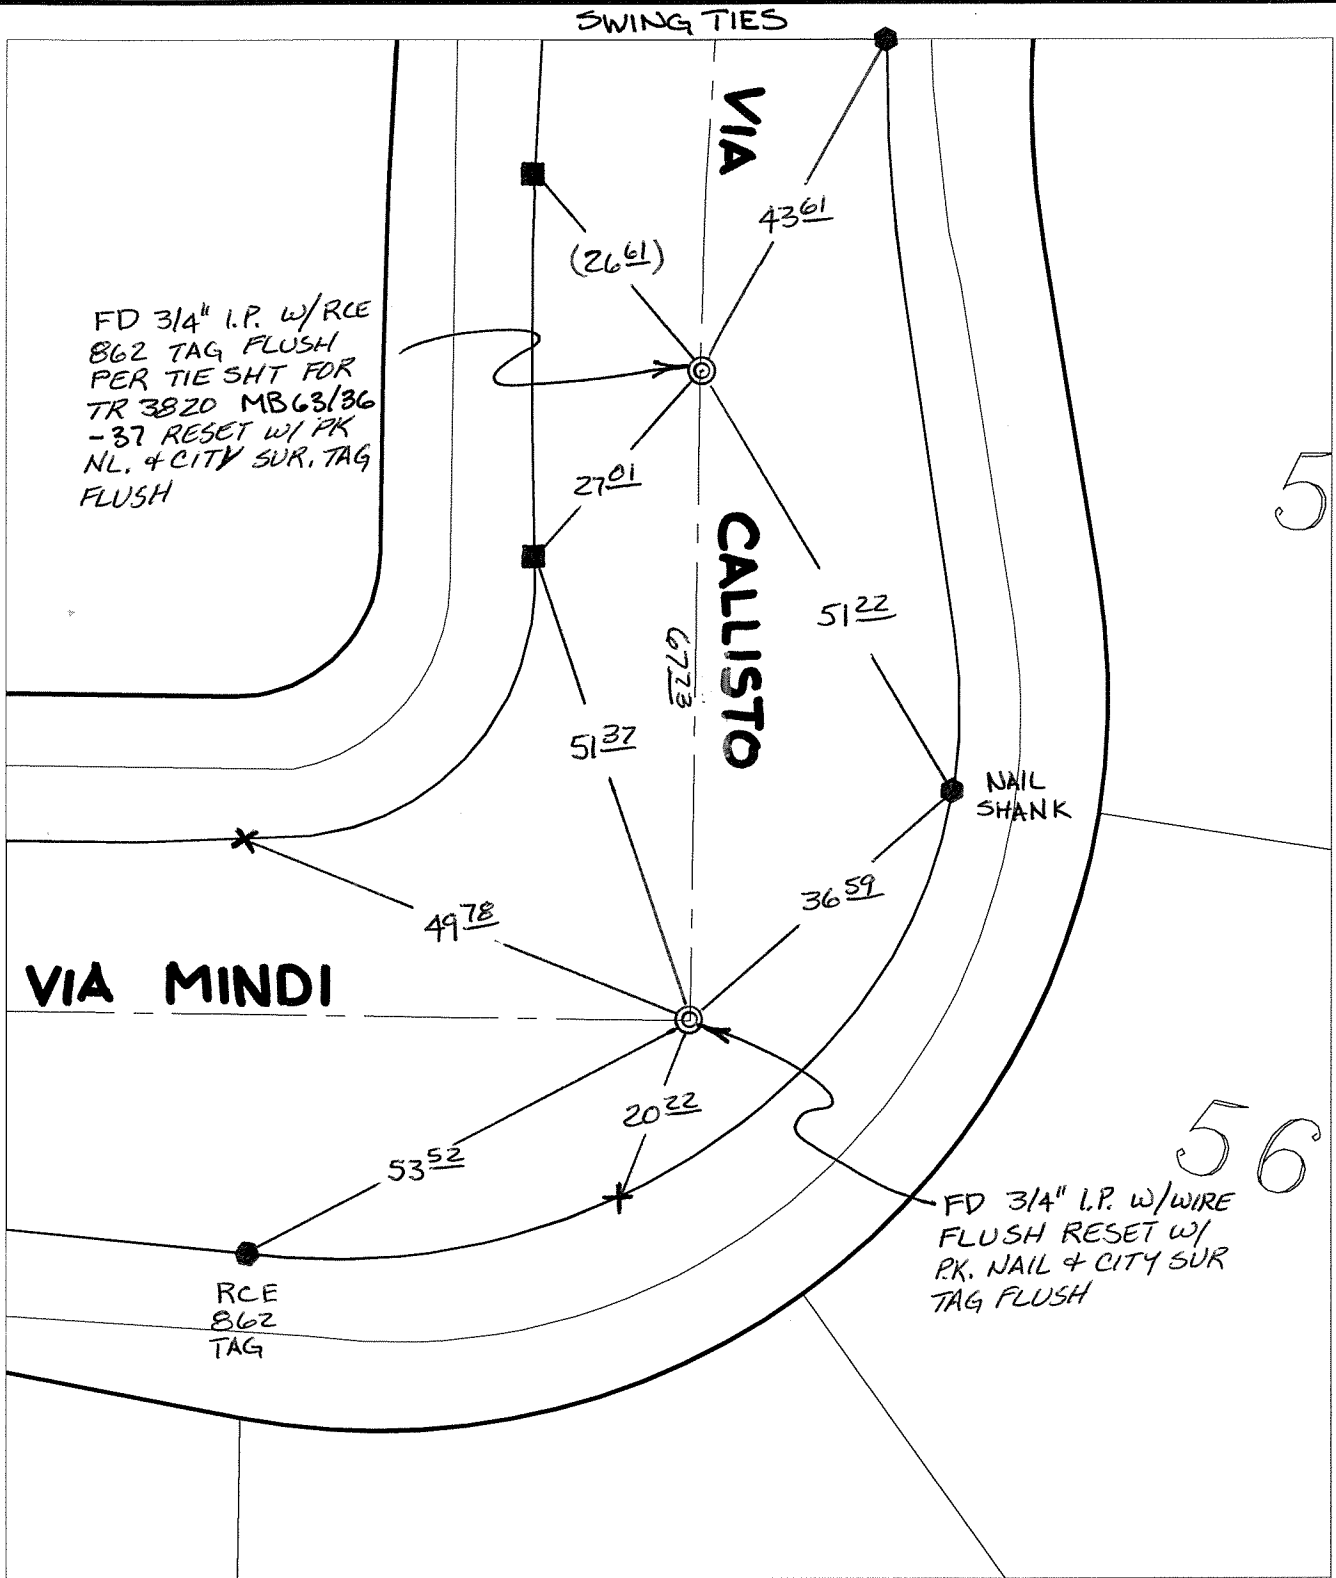 SWING TIES
VIA
43 61
(26 61)
FD 3/4" I.P. W/RCE
862 TAG FLUSH
PER TIE SHT FOR
TR 3820 MB 63/36
-37 RESET W/ PK
NL. & CITY SUR. TAG
FLUSH
27 01
5
CALLISTO
51 22
67 73
51 37
NAIL
SHANK
36 59
49 78
VIA MINDI
20 22
53 52
56
FD 3/4" I.P. W/WIRE
FLUSH RESET W/
P.K. NAIL & CITY SUR
TAG FLUSH
RCE
862
TAG